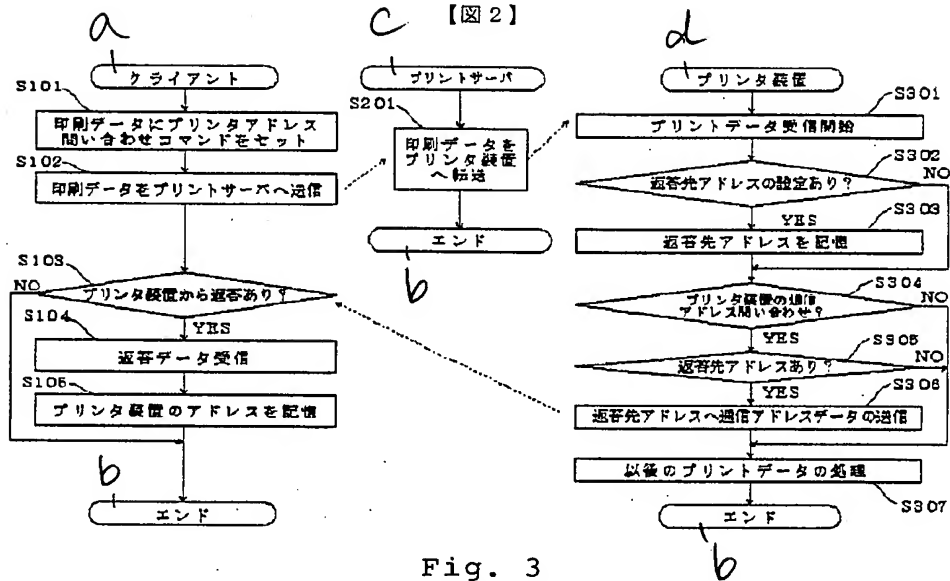 【図2】
a
クライアント
S101
印刷データにプリンタアドレス
問い合わせコマンドをセット
S102
印刷データをプリントサーバへ送信
S103
プリンタ装置から返答あり?
NO
YES
S104
返答データ受信
S105
プリンタ装置のアドレスを記憶
b
エンド
c
プリントサーバ
S201
印刷データを
プリンタ装置
へ転送
エンド
b
d
プリンタ装置
S301
プリントデータ受信開始
S302
返答先アドレスの設定あり?
NO
YES
S303
返答先アドレスを記憶
S304
プリンタ装置の通信
アドレス問い合わせ?
NO
YES
S305
返答先アドレスあり?
NO
YES
S306
返答先アドレスへ通信アドレスデータの送信
以後のプリントデータの処理
S307
エンド
b
Fig. 3